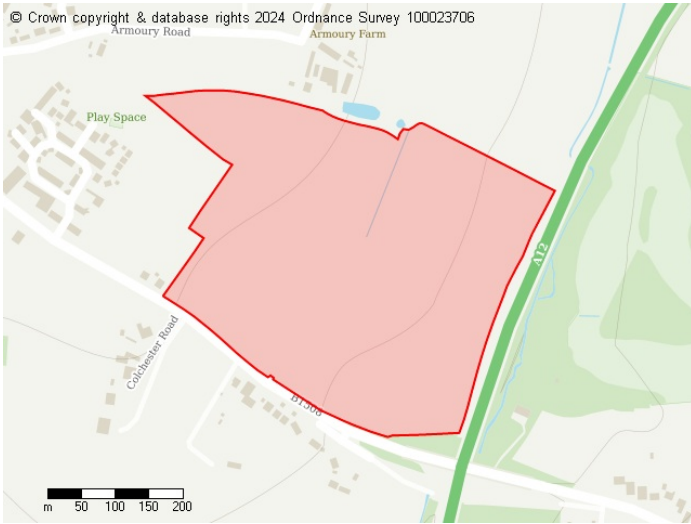 © Crown copyright & database rights 2024 Ordnance Survey 100023706
Armoury Road
Armoury Farm
Play Space
A12
Colchester Road
B1508
m 50 100 150 200